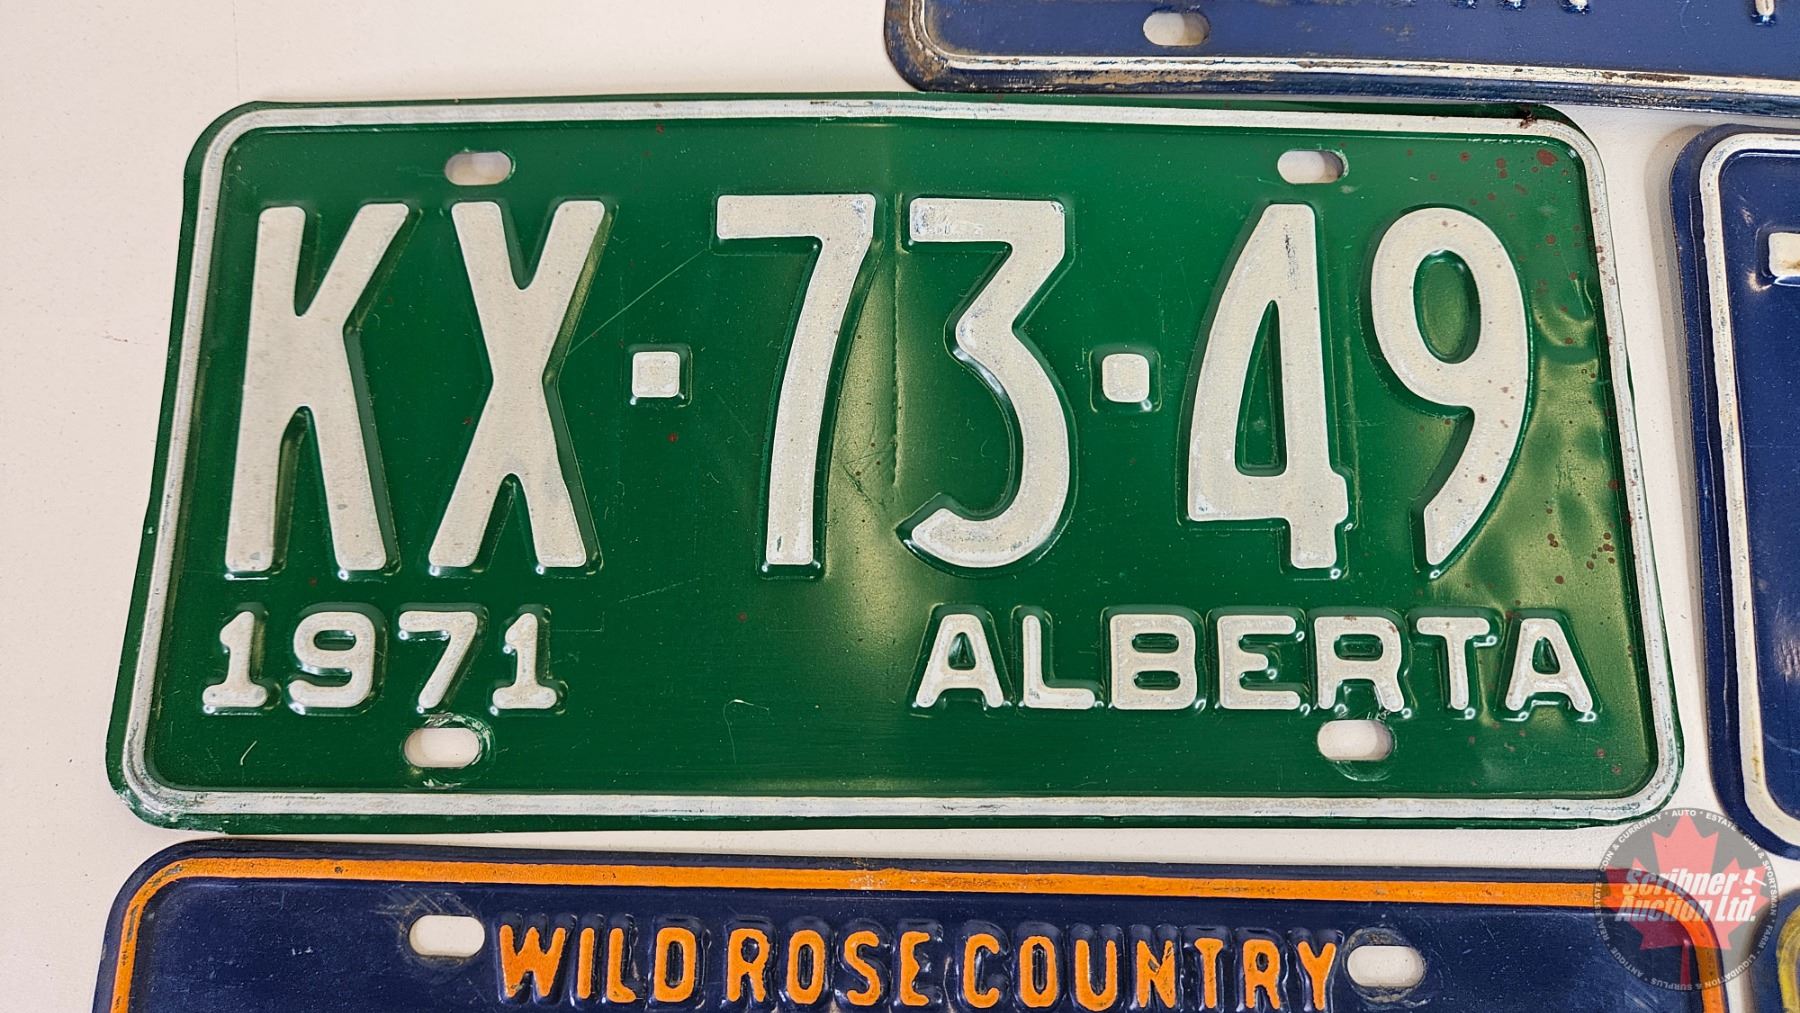 KX·73·49
1971 ALBERTA
WILD ROSE COUNTRY
Scribner
Auction Ltd.